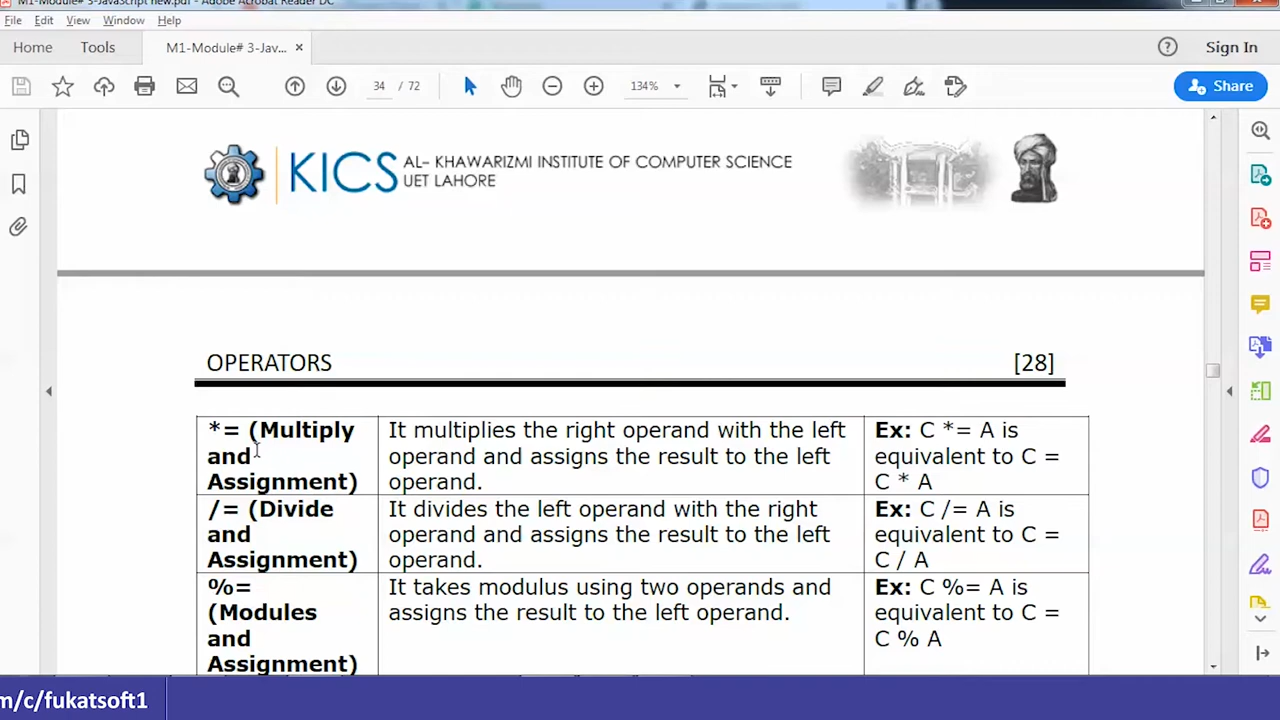 M1-Module# 3-JavaScript new.pdf - Adobe Acrobat Reader DC
File Edit View Window Help
Home Tools M1-Module# 3-Jav... × Sign In
34 / 72 134% Share
KICS AL– KHAWARIZMI INSTITUTE OF COMPUTER SCIENCE
UET LAHORE
OPERATORS [28]
*= (Multiply and Assignment)
It multiplies the right operand with the left
operand and assigns the result to the left
operand.
Ex: C *= A is
equivalent to C =
C * A
/= (Divide
and
Assignment)
It divides the left operand with the right
operand and assigns the result to the left
operand.
Ex: C /= A is
equivalent to C =
C / A
%=
(Modules
and
Assignment)
It takes modulus using two operands and
assigns the result to the left operand.
Ex: C %= A is
equivalent to C =
C % A
m/c/fukatsoft1